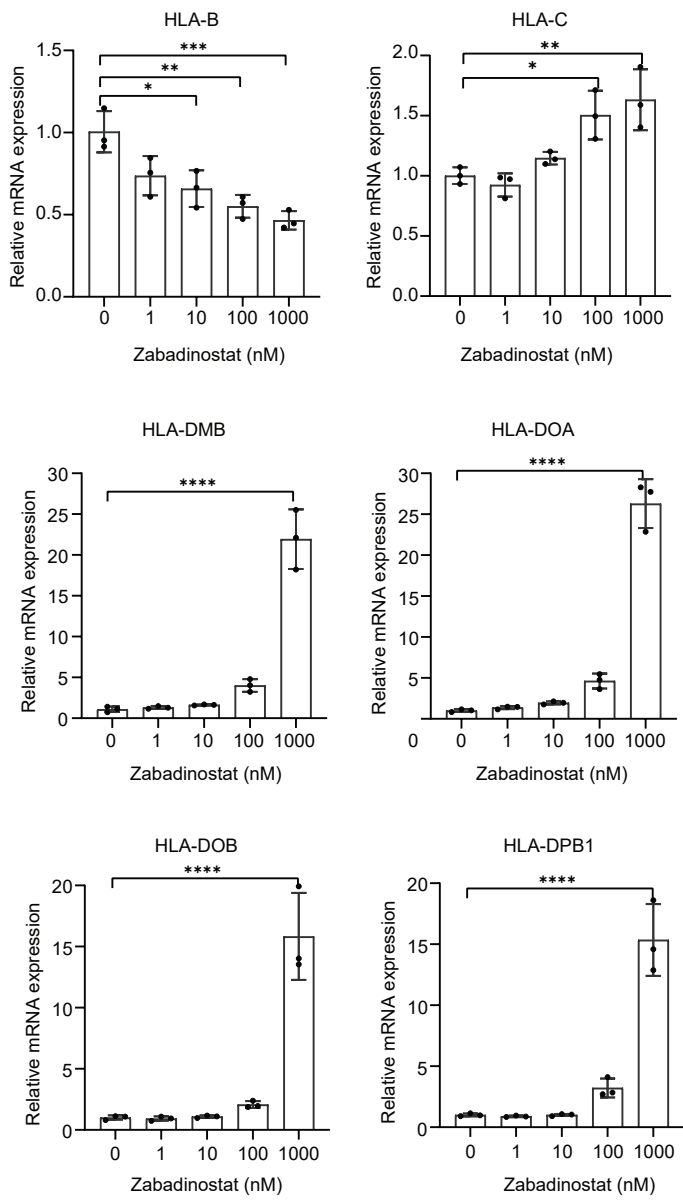 HLA-B
***
**
*
Relative mRNA expression
1.5
1.0
0.5
0.0
0 1 10 100 1000
Zabadinostat (nM)
HLA-C
**
*
Relative mRNA expression
2.0
1.5
1.0
0.5
0.0
0 1 10 100 1000
Zabadinostat (nM)
HLA-DMB
****
Relative mRNA expression
30
25
20
15
10
5
0
0 1 10 100 1000
Zabadinostat (nM)
HLA-DOA
****
Relative mRNA expression
30
25
20
15
10
5
0
0 0 1 10 100 1000
Zabadinostat (nM)
HLA-DOB
****
Relative mRNA expression
20
15
10
5
0
0 1 10 100 1000
Zabadinostat (nM)
HLA-DPB1
****
Relative mRNA expression
20
15
10
5
0
0 1 10 100 1000
Zabadinostat (nM)